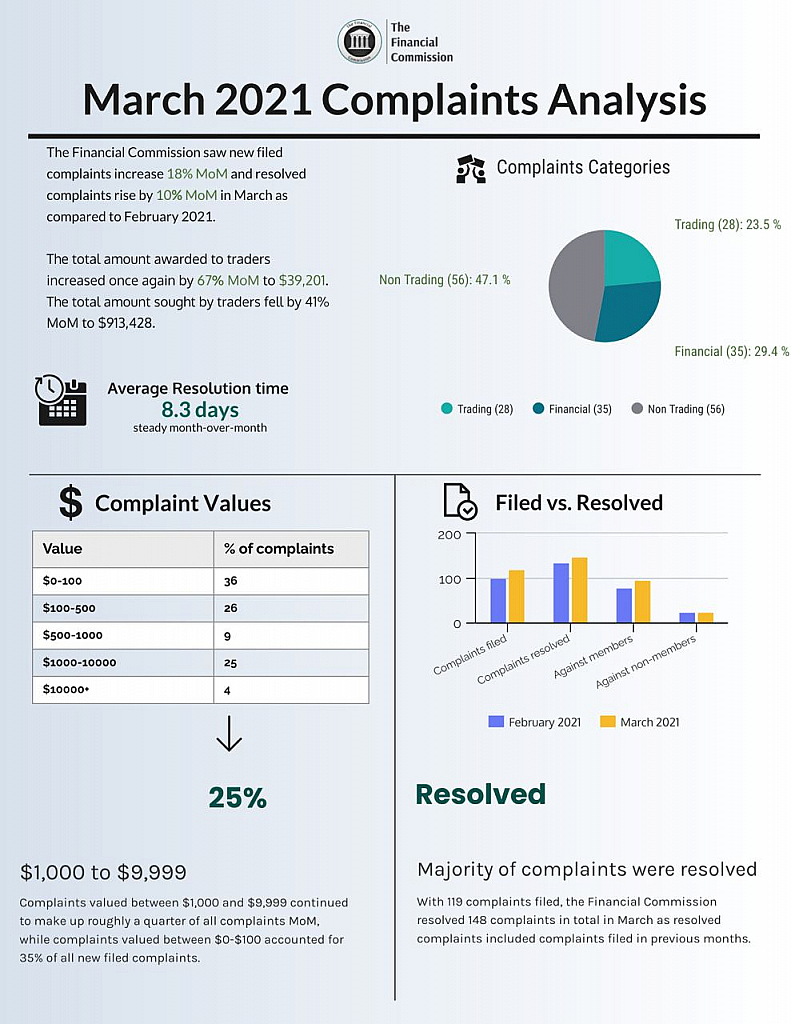 The
Financial
Commission
March 2021 Complaints Analysis
The Financial Commission saw new filed
complaints increase 18% MoM and resolved
complaints rise by 10% MoM in March as
compared to February 2021.
The total amount awarded to traders
increased once again by 67% MoM to $39,201.
The total amount sought by traders fell by 41%
MoM to $913,428.
Average Resolution time
8.3 days
steady month-over-month
Complaints Categories
Trading (28): 23.5 %
Non Trading (56): 47.1 %
Financial (35): 29.4 %
Trading (28) Financial (35) Non Trading (56)
$ Complaint Values
Value % of complaints
$0-100 36
$100-500 26
$500-1000 9
$1000-10000 25
$10000+ 4
25%
$1,000 to $9,999
Complaints valued between $1,000 and $9,999 continued
to make up roughly a quarter of all complaints MoM,
while complaints valued between $0-$100 accounted for
35% of all new filed complaints.
Filed vs. Resolved
200
100
0
Complaints filed
Complaints resolved
Against members
Against non-members
February 2021 March 2021
Resolved
Majority of complaints were resolved
With 119 complaints filed, the Financial Commission
resolved 148 complaints in total in March as resolved
complaints included complaints filed in previous months.